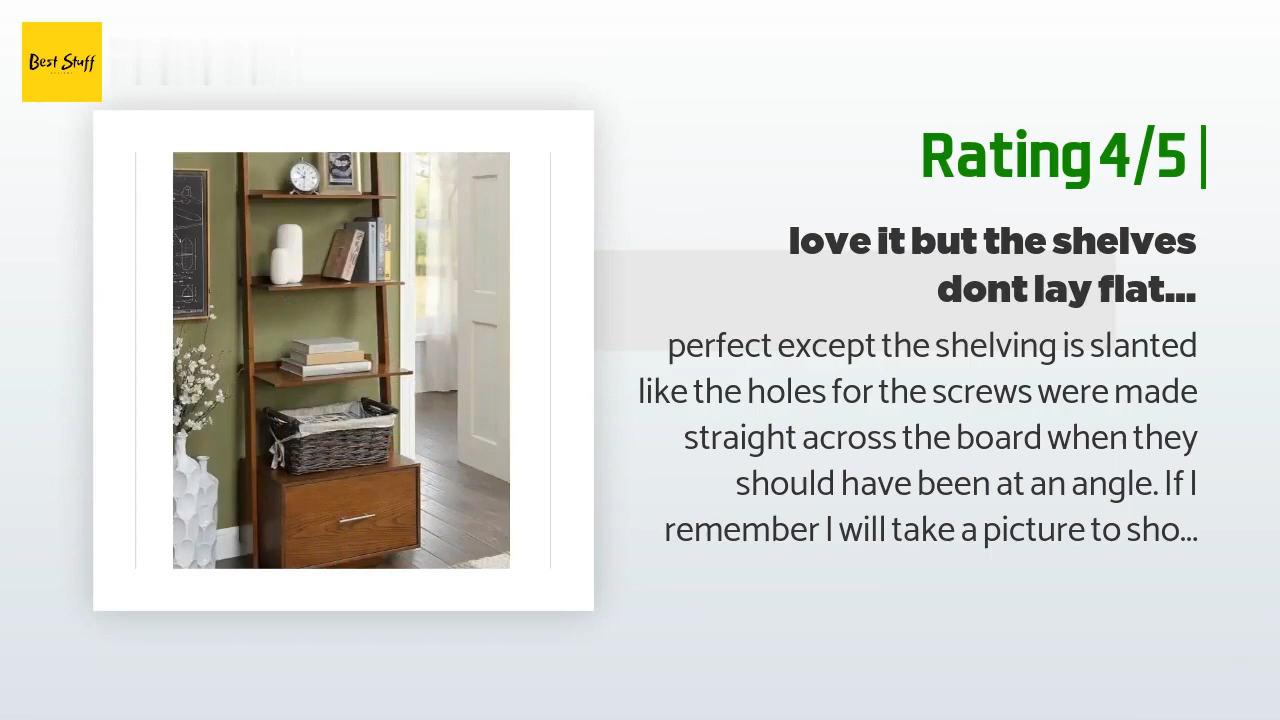 Best Stuff
Rating 4/5 |
love it but the shelves
dont lay flat...
perfect except the shelving is slanted
like the holes for the screws were made
straight across the board when they
should have been at an angle. If I
remember I will take a picture to sho...